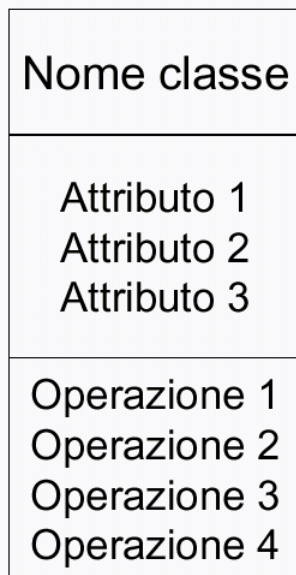 Nome classe
Attributo 1
Attributo 2
Attributo 3
Operazione 1
Operazione 2
Operazione 3
Operazione 4